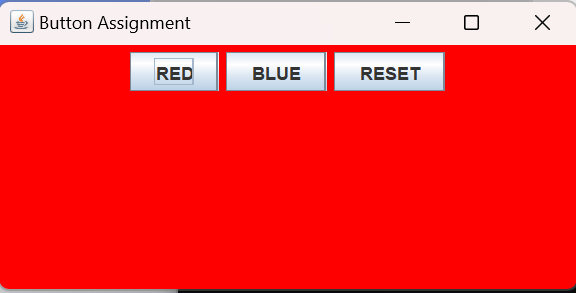 Button Assignment
RED BLUE RESET